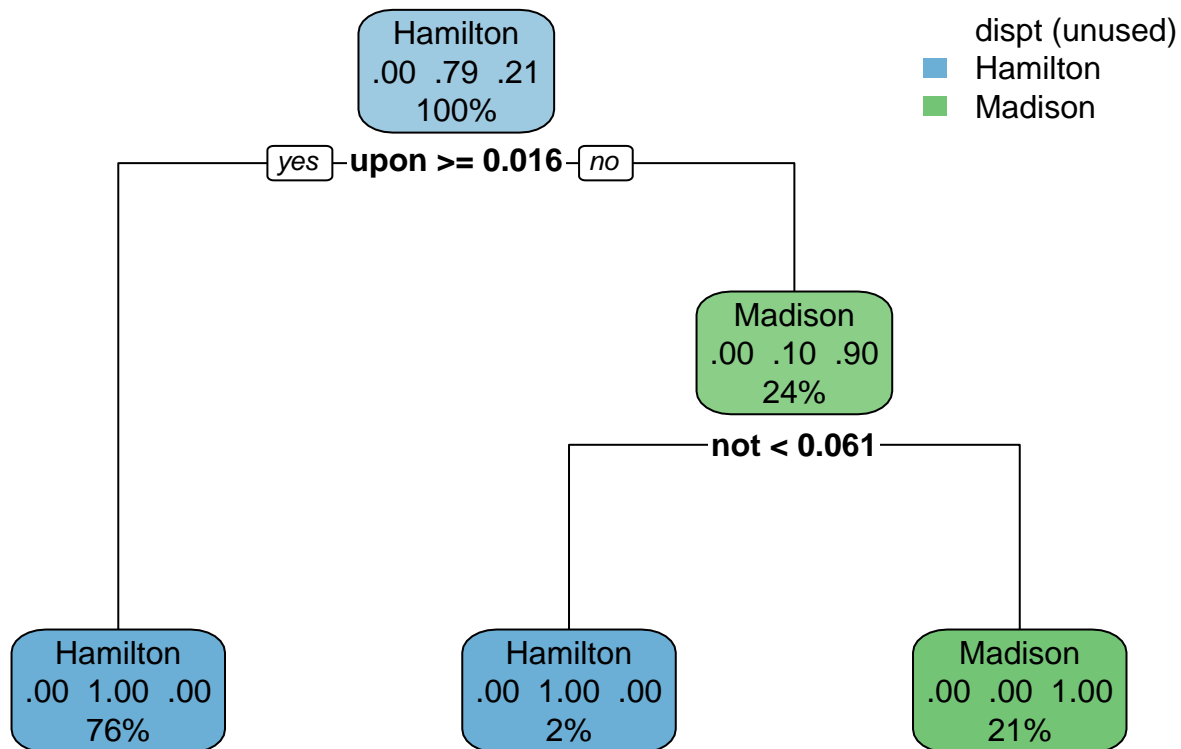 Hamilton
.00 .79 .21
100%
dispt (unused)
Hamilton
Madison
yes upon >= 0.016 no
Madison
.00 .10 .90
24%
not < 0.061
Hamilton
.00 1.00 .00
76%
Hamilton
.00 1.00 .00
2%
Madison
.00 .00 1.00
21%